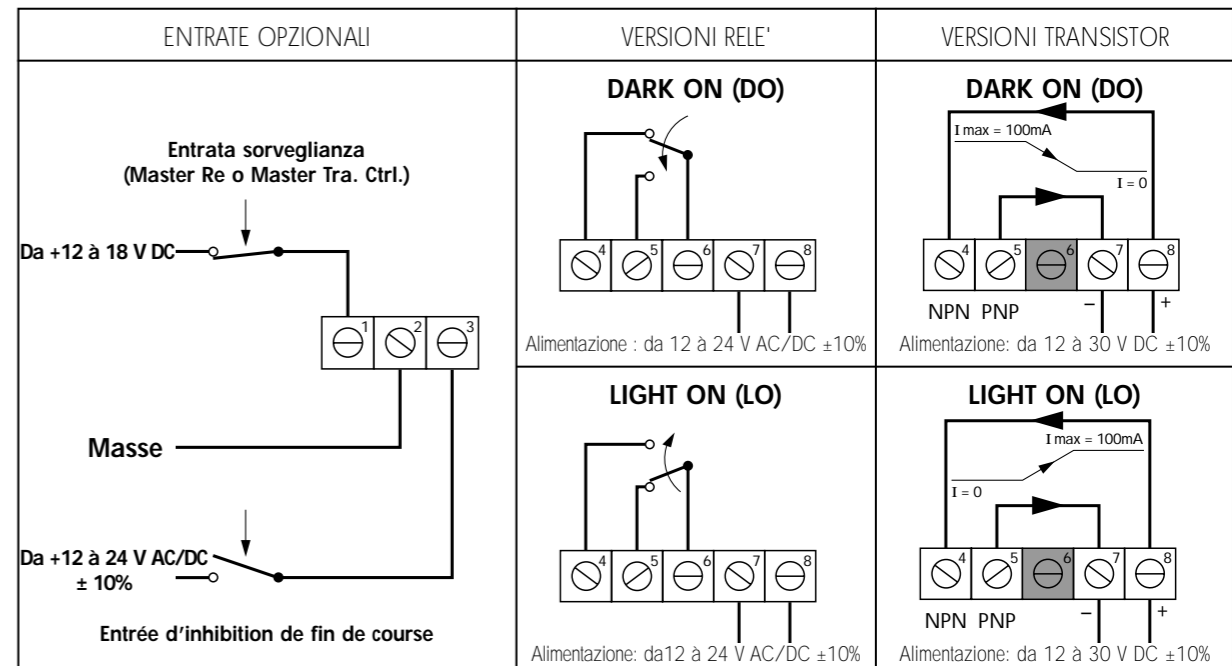 ENTRATE OPZIONALI
Entrata sorveglianza
(Master Re o Master Tra. Ctrl.)
Da +12 à 18 V DC
1 2 3
Masse
Da +12 à 24 V AC/DC
± 10%
Entrée d'inhibition de fin de course
VERSIONI RELE'
DARK ON (DO)
4 5 6 7 8
Alimentazione : da 12 à 24 V AC/DC ±10%
LIGHT ON (LO)
4 5 6 7 8
Alimentazione: da12 à 24 V AC/DC ±10%
VERSIONI TRANSISTOR
DARK ON (DO)
I max = 100mA
I = 0
4 5 6 7 8
NPN PNP – +
Alimentazione: da 12 à 30 V DC ±10%
LIGHT ON (LO)
I max = 100mA
I = 0
4 5 6 7 8
NPN PNP – +
Alimentazione: da 12 à 30 V DC ±10%